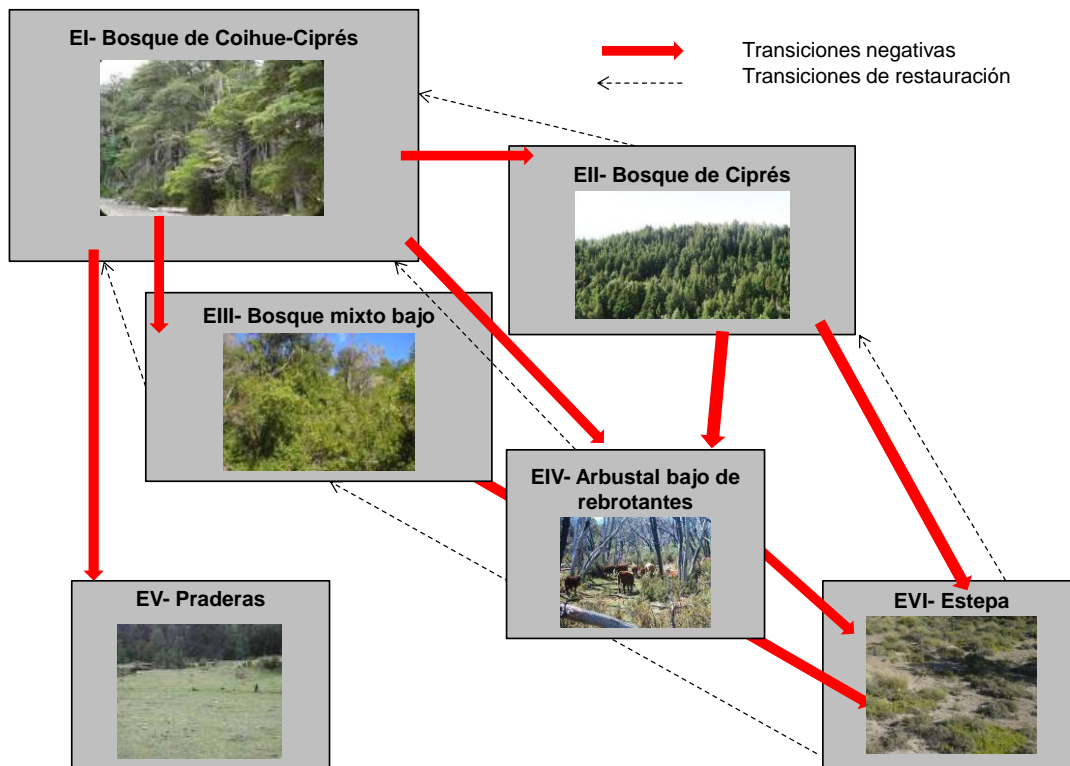 EI- Bosque de Coihue-Ciprés
Transiciones negativas
Transiciones de restauración
EII- Bosque de Ciprés
EIII- Bosque mixto bajo
EIV- Arbustal bajo de
rebrotantes
EV- Praderas
EVI- Estepa